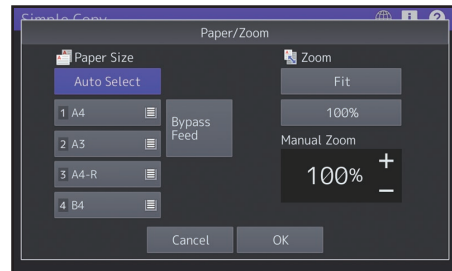 Simple Copy
Paper/Zoom
Paper Size
Auto Select
1 A4
2 A3
3 A4-R
4 B4
Bypass
Feed
Zoom
Fit
100%
Manual Zoom
100%
+
−
Cancel
OK